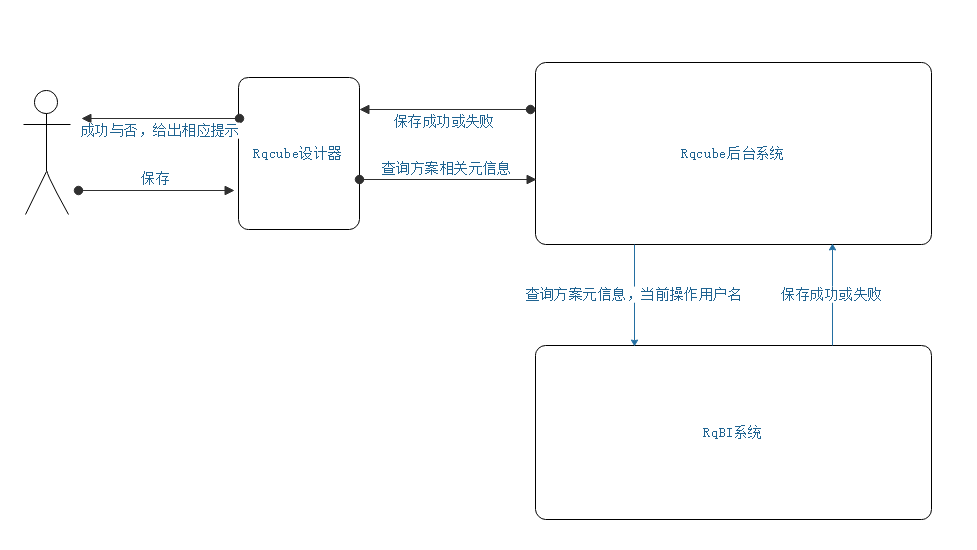 保存成功或失败
成功与否，给出相应提示
Rqcube设计器
Rqcube后台系统
查询方案相关元信息
保存
查询方案元信息，当前操作用户名
保存成功或失败
RqBI系统